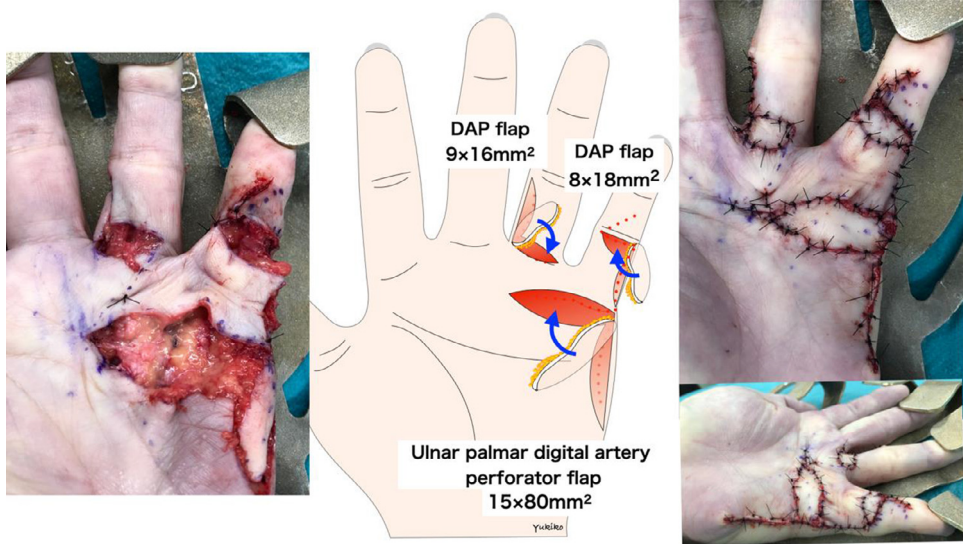 DAP flap
9×16mm²
DAP flap
8×18mm²
Ulnar palmar digital artery
perforator flap
15×80mm²
Yukiko